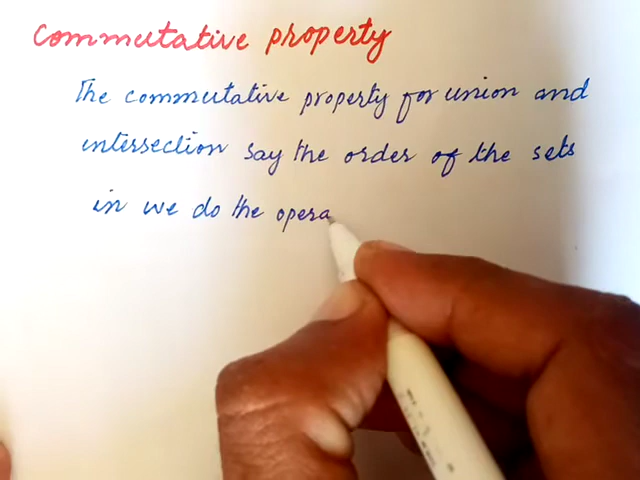 Commutative property
The commutative property for union and
intersection say the order of the sets
in we do the opera